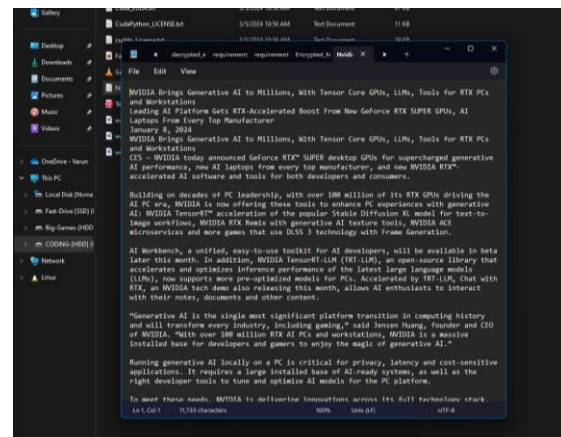 Gallery
CudaPython_LICENSE.txt
3/5/2024 10:56 AM
Text Document
11 KB
Desktop
Downloads
Documents
Pictures
Music
Videos
OneDrive - Varun
This PC
Local Disk [Nvme
Fast-Drive [SSD] (
Big-Games-[HDD
CODING-[HDD] (
Network
Linux
decrypted_e
requirement
requirement
Encrypted_N
Nvidi
File Edit View
NVIDIA Brings Generative AI to Millions, With Tensor Core GPUs, LLMs, Tools for RTX PCs
and Workstations
Leading AI Platform Gets RTX-Accelerated Boost From New GeForce RTX SUPER GPUs, AI
Laptops From Every Top Manufacturer
January 8, 2024
NVIDIA Brings Generative AI to Millions, With Tensor Core GPUs, LLMs, Tools for RTX PCs
and Workstations
CES — NVIDIA today announced GeForce RTX™ SUPER desktop GPUs for supercharged generative
AI performance, new AI laptops from every top manufacturer, and new NVIDIA RTX™-
accelerated AI software and tools for both developers and consumers.
Building on decades of PC leadership, with over 100 million of its RTX GPUs driving the
AI PC era, NVIDIA is now offering these tools to enhance PC experiences with generative
AI: NVIDIA TensorRT™ acceleration of the popular Stable Diffusion XL model for text-to-
image workflows, NVIDIA RTX Remix with generative AI texture tools, NVIDIA ACE
microservices and more games that use DLSS 3 technology with Frame Generation.
AI Workbench, a unified, easy-to-use toolkit for AI developers, will be available in beta
later this month. In addition, NVIDIA TensorRT-LLM (TRT-LLM), an open-source library that
accelerates and optimizes inference performance of the latest large language models
(LLMs), now supports more pre-optimized models for PCs. Accelerated by TRT-LLM, Chat with
RTX, an NVIDIA tech demo also releasing this month, allows AI enthusiasts to interact
with their notes, documents and other content.
“Generative AI is the single most significant platform transition in computing history
and will transform every industry, including gaming,” said Jensen Huang, founder and CEO
of NVIDIA. “With over 100 million RTX AI PCs and workstations, NVIDIA is a massive
installed base for developers and gamers to enjoy the magic of generative AI.”
Running generative AI locally on a PC is critical for privacy, latency and cost-sensitive
applications. It requires a large installed base of AI-ready systems, as well as the
right developer tools to tune and optimize AI models for the PC platform.
To meet these needs, NVIDIA is delivering innovations across its full technology stack,
Ln 1, Col 1 11,733 characters 100% Unix (LF) UTF-8